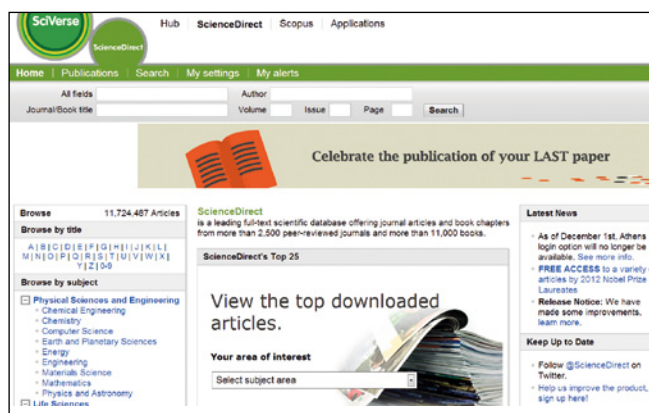 SciVerse
ScienceDirect
Hub ScienceDirect Scopus Applications
Home Publications Search My settings My alerts
All fields Author
Journal/Book title Volume Issue Page Search
Celebrate the publication of your LAST paper
Browse 11,724,487 Articles
Browse by title
A|B|C|D|E|F|G|H|I|J|K|L|
M|N|O|P|Q|R|S|T|U|V|W|X|
Y|Z|0-9
Browse by subject
Physical Sciences and Engineering
Chemical Engineering
Chemistry
Computer Science
Earth and Planetary Sciences
Energy
Engineering
Materials Science
Mathematics
Physics and Astronomy
Life Sciences
ScienceDirect
is a leading full-text scientific database offering journal articles and book chapters
from more than 2,500 peer-reviewed journals and more than 11,000 books.
ScienceDirect's Top 25
View the top downloaded
articles.
Your area of interest
Select subject area
Latest News
As of December 1st, Athens
login option will no longer be
available. See more info.
FREE ACCESS to a variety
articles by 2012 Nobel Prize
Laureates
Release Notice: We have
made some improvements,
learn more.
Keep Up to Date
Follow @ScienceDirect on
Twitter.
Help us improve the product,
sign up here!